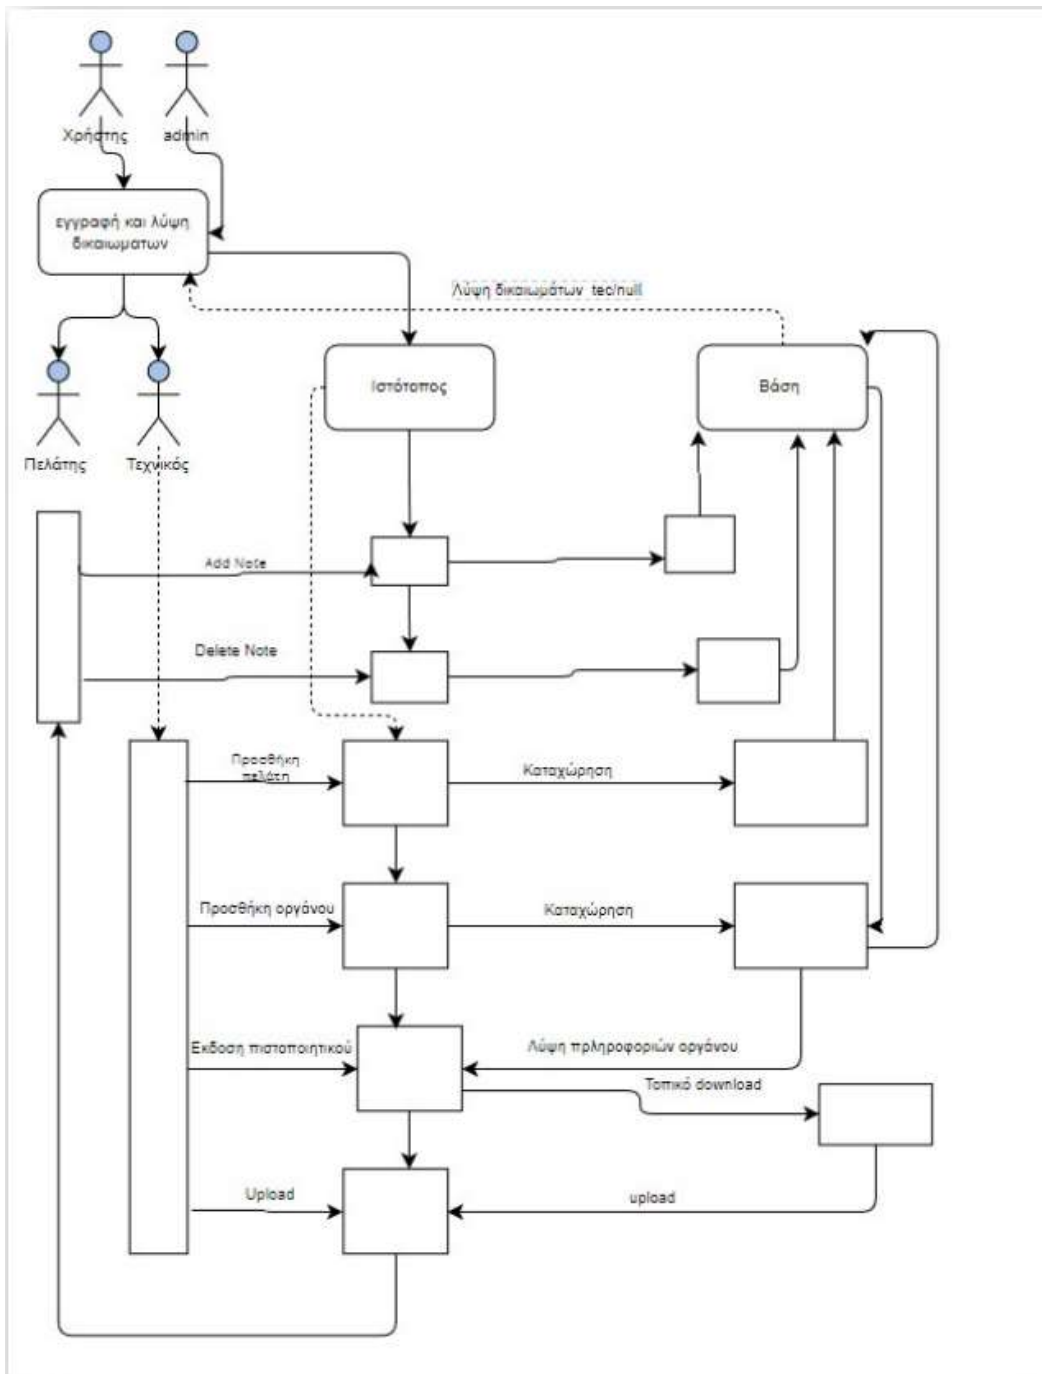 Χρήστης
admin
εγγραφή και λύψη
δικαιωματων
Λύψη δικαιωμάτων tec/null
Ιστότοπος
Βάση
Πελάτης
Τεχνικός
Add Note
Delete Note
Προσθήκη
πελάτη
Καταχώρηση
Προσθήκη οργάνου
Καταχώρηση
Εκδοση πιστοποιητικού
Λύψη πρληροφοριών οργάνου
Τοπικό download
Upload
upload